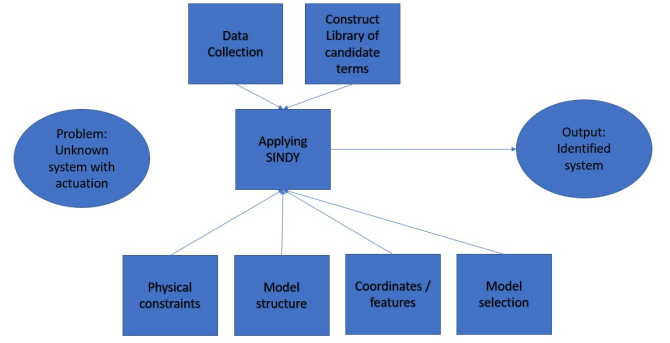 Data
Collection
Construct
Library of
candidate
terms
Problem:
Unknown
system with
actuation
Applying
SINDY
Output:
Identified
system
Physical
constraints
Model
structure
Coordinates /
features
Model
selection